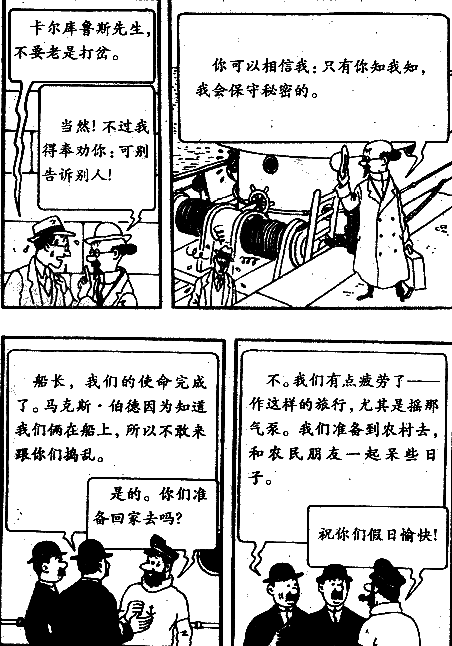 卡尔库鲁斯先生，
不要老是打岔。
当然！不过我
得奉劝你：可别
告诉别人！
你可以相信我：只有你知我知，
我会保守秘密的。
船长，我们的使命完成
了。马克斯·伯德因为知道
我们俩在船上，所以不敢来
跟你们捣乱。
是的。你们准
备回家去吗？
不。我们有点疲劳了——
作这样的旅行，尤其是摇那
气泵。我们准备到农村去，
和农民朋友一起呆些日
子。
祝你们假日愉快！